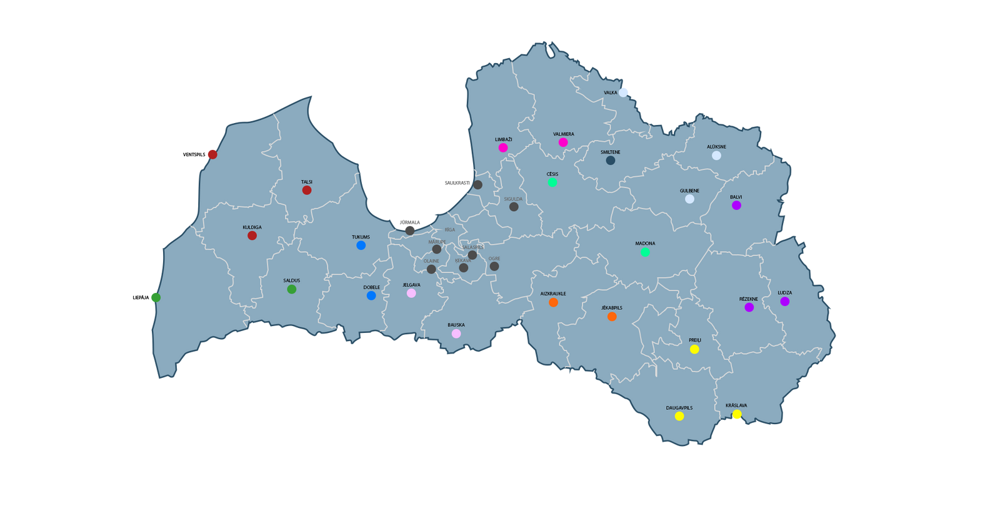 VALKA
LIMBAŽI
VALMIERA
ALŪKSNE
VENTSPILS
SMILTENE
TALSI
SAULKRASTI
CĒSIS
GULBENE
BALVI
SIGULDA
JŪRMALA
KULDIGA
RĪGA
TUKUMS
MĀRUPE
SALASPILS
MADONA
OLAINE
ĶEKAVA
OGRE
SALDUS
DOBELE
JELGAVA
AIZKRAUKLE
LUDZA
LIEPĀJA
RĒZEKNE
JĒKABPILS
BAUSKA
PREIĻI
DAUGAVPILS
KRĀSLAVA